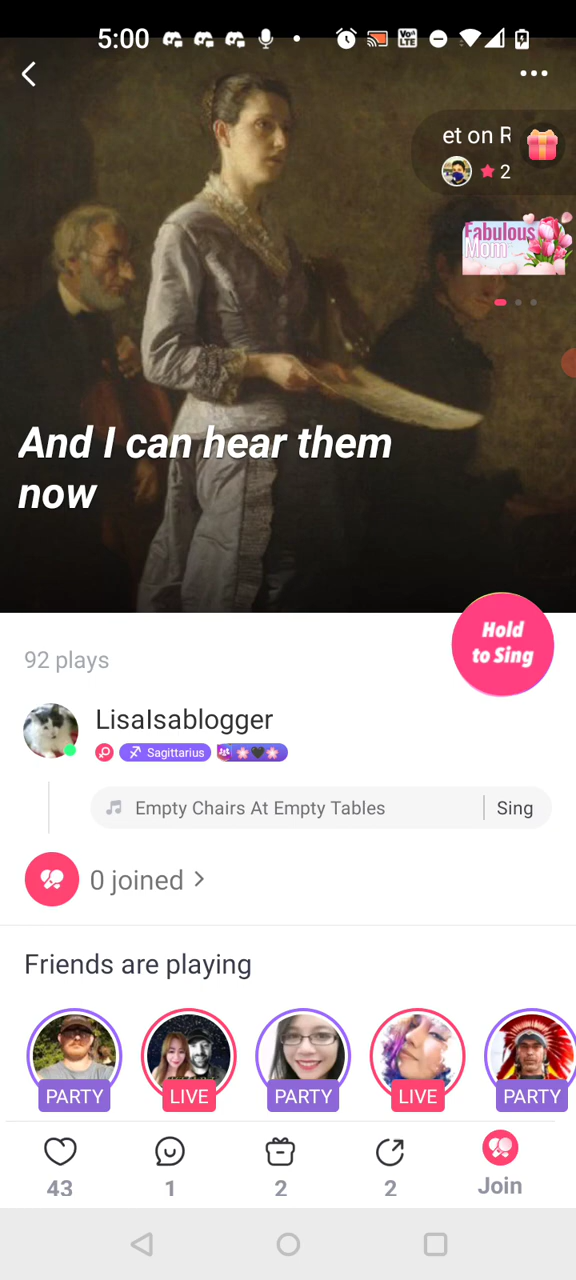 5:00
Vo
LTE
et on R
2
Fabulous
Mom
And I can hear them
now
Hold
to Sing
92 plays
LisaIsablogger
Sagittarius
Empty Chairs At Empty Tables
Sing
0 joined
Friends are playing
PARTY
LIVE
PARTY
LIVE
PARTY
43
1
2
2
Join